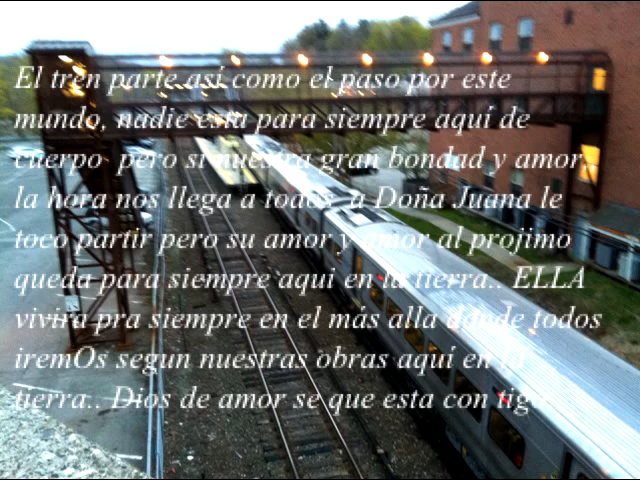 El tren parte así como el paso por este
mundo, nadie esta para siempre aquí de
cuerpo pero si nuestra gran bondad y amor,
la hora nos llega a todos a Doña Juana le
toco partir pero su amor y amor al projimo
queda para siempre aqui en la tierra.. ELLA
vivira pra siempre en el más alla donde todos
iremOs segun nuestras obras aquí en la
tierra.. Dios de amor se que esta con tigo